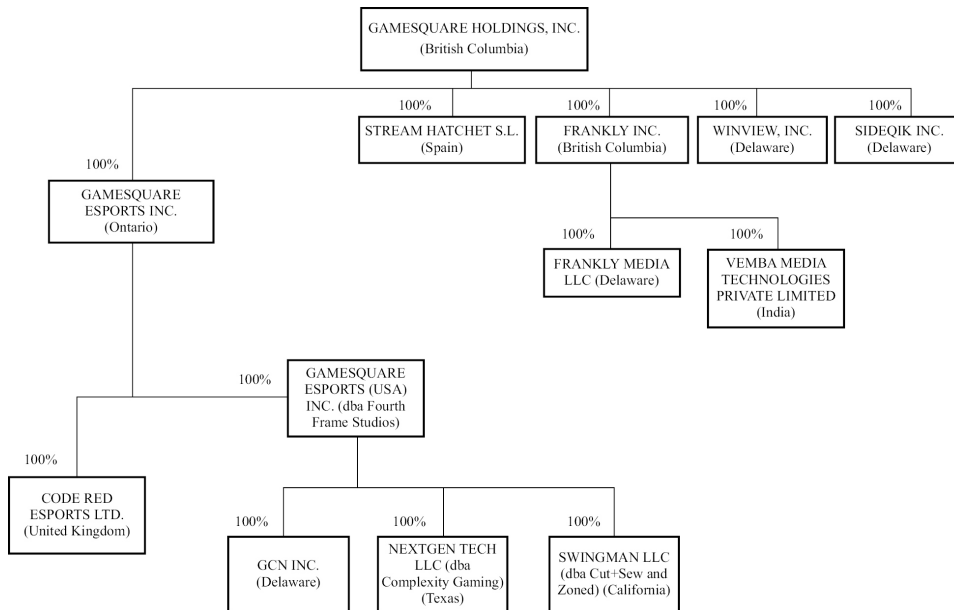 GAMESQUARE HOLDINGS, INC.
(British Columbia)
100%
100%
100%
100%
STREAM HATCHET S.L.
(Spain)
FRANKLY INC.
(British Columbia)
WINVIEW, INC.
(Delaware)
SIDEQIK INC.
(Delaware)
100%
GAMESQUARE
ESPORTS INC.
(Ontario)
100%
100%
FRANKLY MEDIA
LLC (Delaware)
VEMBA MEDIA
TECHNOLOGIES
PRIVATE LIMITED
(India)
100%
GAMESQUARE
ESPORTS (USA)
INC. (dba Fourth
Frame Studios)
100%
CODE RED
ESPORTS LTD.
(United Kingdom)
100%
100%
100%
GCN INC.
(Delaware)
NEXTGEN TECH
LLC (dba
Complexity Gaming)
(Texas)
SWINGMAN LLC
(dba Cut+Sew and
Zoned) (California)